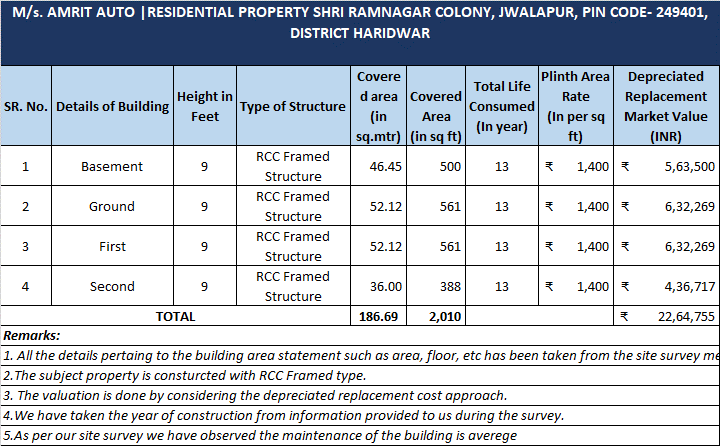 M/s. AMRIT AUTO |RESIDENTIAL PROPERTY SHRI RAMNAGAR COLONY, JWALAPUR, PIN CODE- 249401,
DISTRICT HARIDWAR
SR. No. Details of Building Height in Feet Type of Structure Covere d area (in sq.mtr) Covered Area (in sq ft) Total Life Consumed (In year) Plinth Area Rate (In per sq ft) Depreciated Replacement Market Value (INR)
1 Basement 9 RCC Framed Structure 46.45 500 13 ₹ 1,400 ₹ 5,63,500
2 Ground 9 RCC Framed Structure 52.12 561 13 ₹ 1,400 ₹ 6,32,269
3 First 9 RCC Framed Structure 52.12 561 13 ₹ 1,400 ₹ 6,32,269
4 Second 9 RCC Framed Structure 36.00 388 13 ₹ 1,400 ₹ 4,36,717
TOTAL 186.69 2,010 ₹ 22,64,755
Remarks:
1. All the details pertaing to the building area statement such as area, floor, etc has been taken from the site survey me
2.The subject property is consturcted with RCC Framed type.
3. The valuation is done by considering the depreciated replacement cost approach.
4.We have taken the year of construction from information provided to us during the survey.
5.As per our site survey we have observed the maintenance of the building is averege